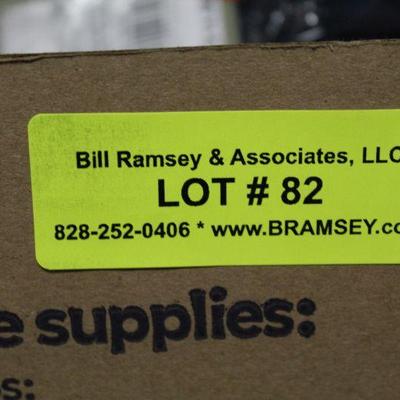 Bill Ramsey & Associates, LLC
LOT # 82
828-252-0406 * www.BRAMSEY.co
e supplies:
s: